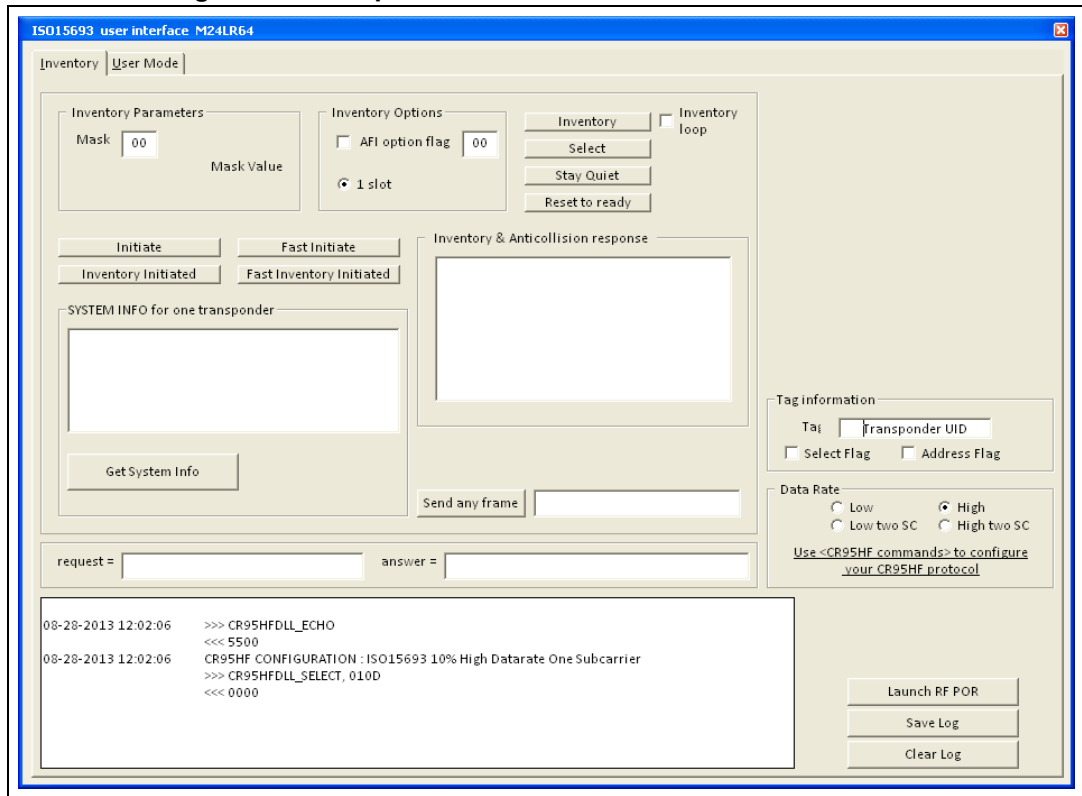 ISO15693 user interface M24LR64
Inventory
User Mode
Inventory Parameters
Mask 00
Mask Value
Inventory Options
AFI option flag 00
1 slot
Inventory
Inventory loop
Select
Stay Quiet
Reset to ready
Initiate
Fast Initiate
Inventory Initiated
Fast Inventory Initiated
Inventory & Anticollision response
SYSTEM INFO for one transponder
Get System Info
Send any frame
Tag information
Tag Transponder UID
Select Flag
Address Flag
Data Rate
Low
High
Low two SC
High two SC
Use <CR95HF commands> to configure
your CR95HF protocol
request =
answer =
08-28-2013 12:02:06 >>> CR95HFDLL_ECHO
<<< 5500
08-28-2013 12:02:06 CR95HF CONFIGURATION : ISO15693 10% High Datarate One Subcarrier
>>> CR95HFDLL_SELECT, 010D
<<< 0000
Launch RF POR
Save Log
Clear Log